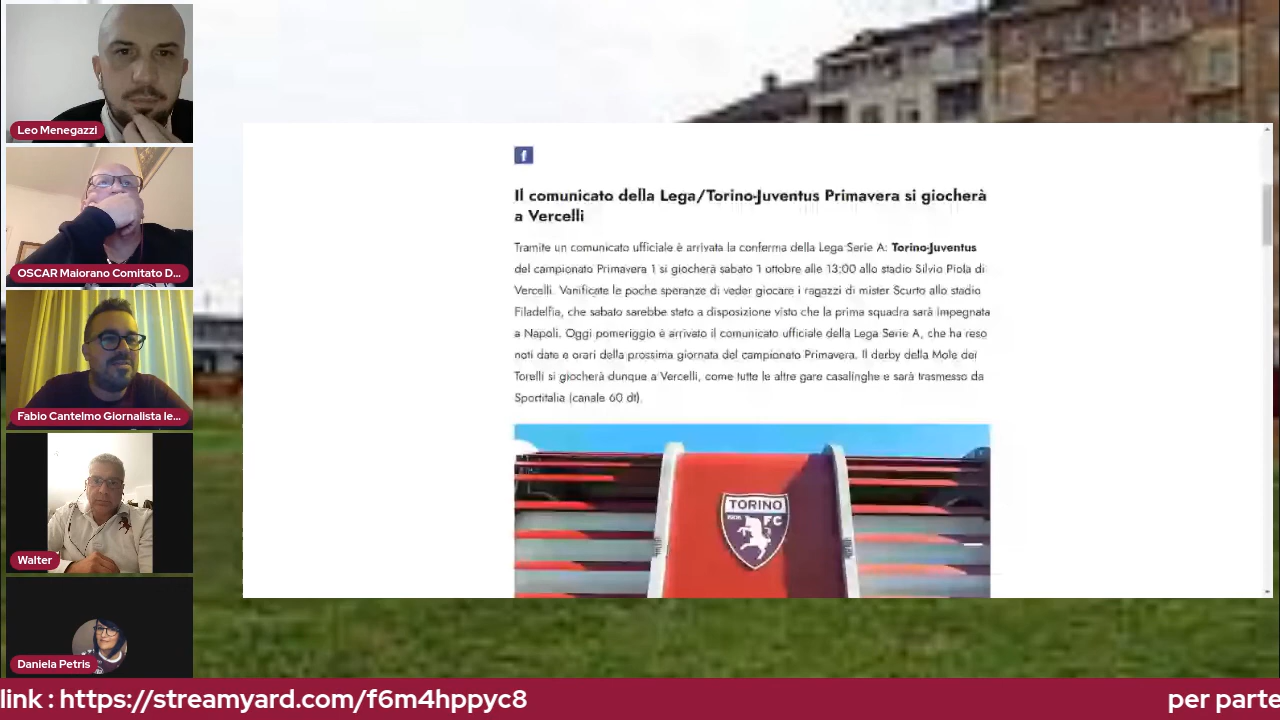 Leo Menegazzi
OSCAR Maiorano Comitato D...
Fabio Cantelmo Giornalista le...
Walter
Daniela Petris
f
Il comunicato della Lega/Torino-Juventus Primavera si giocherà
a Vercelli
Tramite un comunicato ufficiale è arrivata la conferma della Lega Serie A: Torino-Juventus
del campionato Primavera 1 si giocherà sabato 1 ottobre alle 13:00 allo stadio Silvio Piola di
Vercelli. Vanificate le poche speranze di veder giocare i ragazzi di mister Scurto allo stadio
Filadelfia, che sabato sarebbe stato a disposizione visto che la prima squadra sarà impegnata
a Napoli. Oggi pomeriggio è arrivato il comunicato ufficiale della Lega Serie A, che ha reso
noti date e orari della prossima giornata del campionato Primavera. Il derby della Mole dei
Torelli si giocherà dunque a Vercelli, come tutte le altre gare casalinghe e sarà trasmesso da
Sportitalia (canale 60 dt).
TORINO
FC
link : https://streamyard.com/f6m4hppyc8
per parte